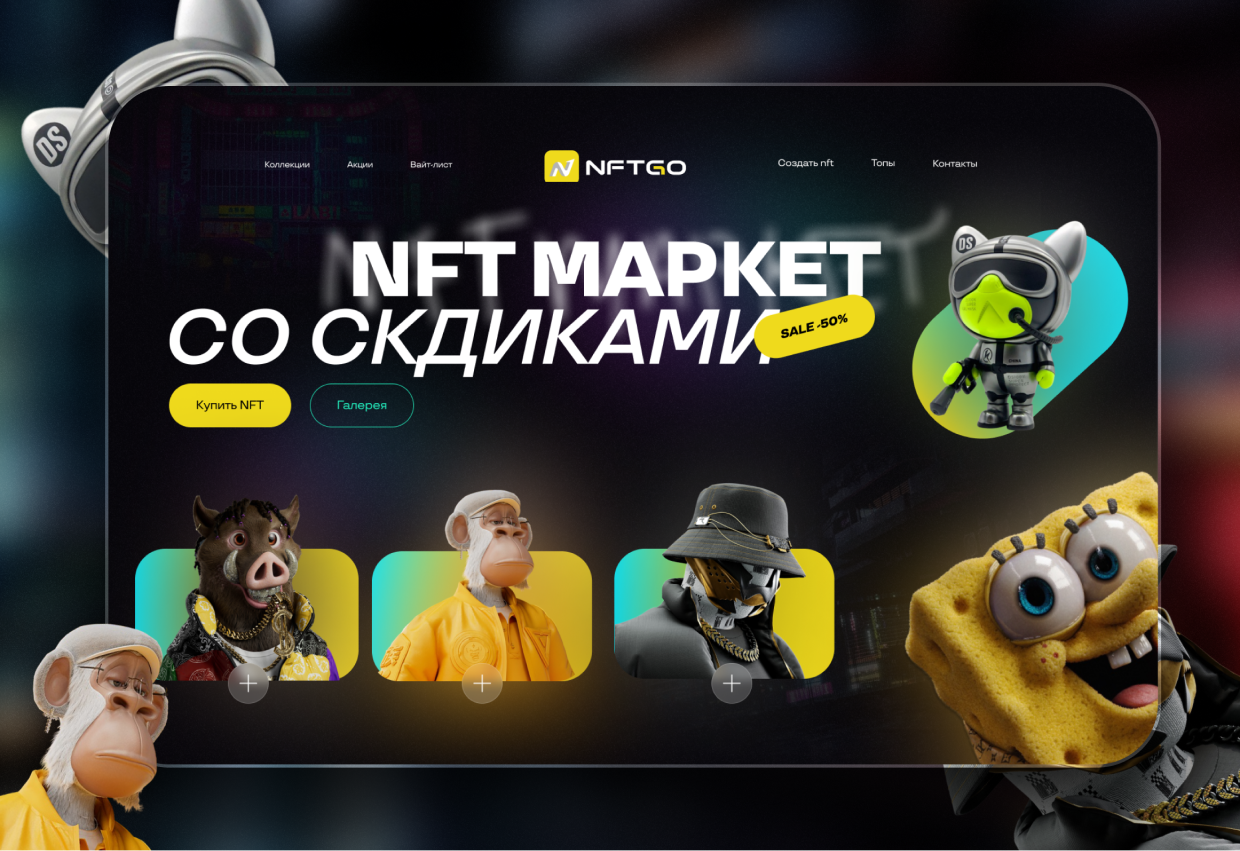 Коллекции Акции Вайт-лист NFTGO Создать nft Топы Контакты
NFT МАРКЕТ
СО СКДИКАМИ
SALE -50%
Купить NFT Галерея
DS
DS